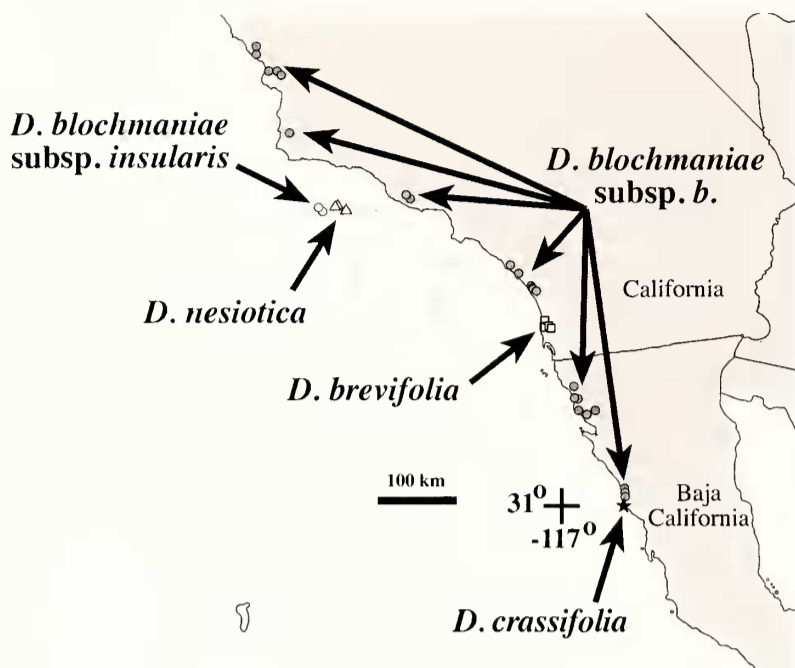 D. blochmaniae
subsp. insularis
D. blochmaniae
subsp. b.
D. nesiotica
California
D. brevifolia
100 km
31°
-117°
Baja
California
D. crassifolia